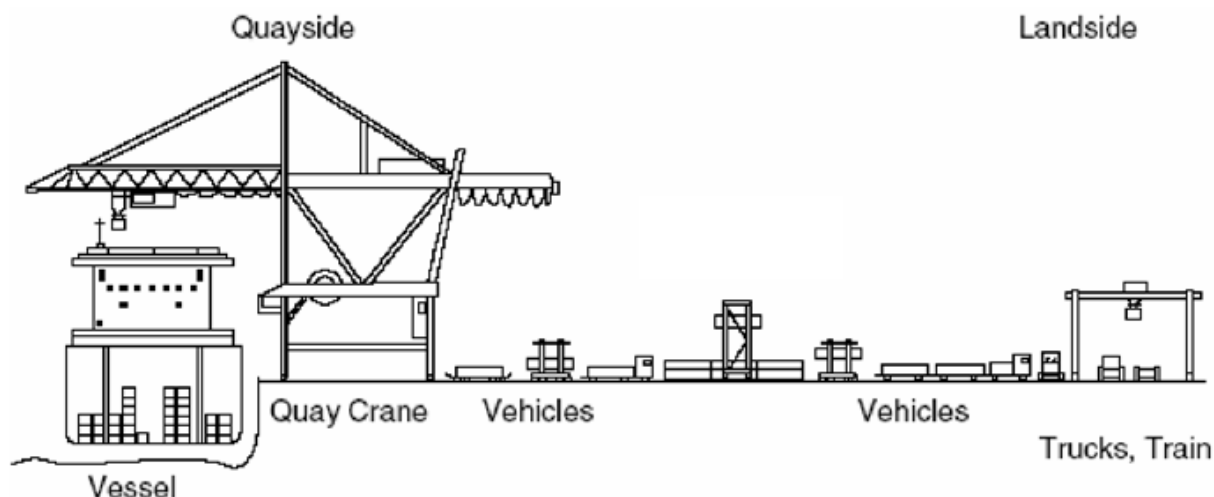 Quayside
Landside
Quay Crane
Vehicles
Vehicles
Trucks, Train
Vessel